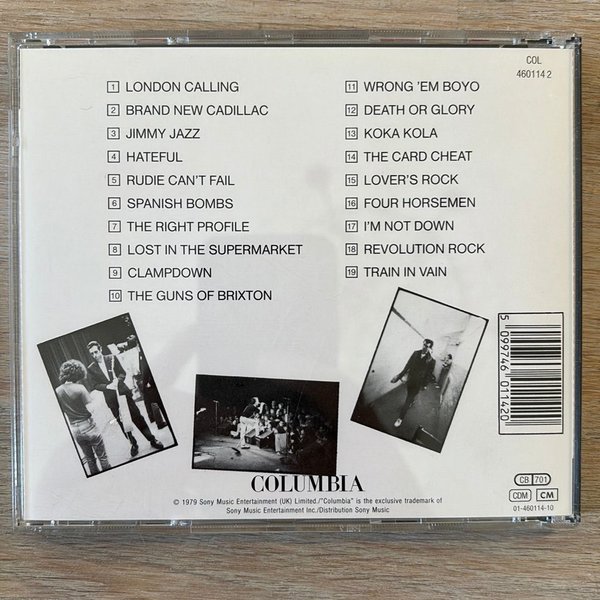 COL
460114 2
1 LONDON CALLING
2 BRAND NEW CADILLAC
3 JIMMY JAZZ
4 HATEFUL
5 RUDIE CAN'T FAIL
6 SPANISH BOMBS
7 THE RIGHT PROFILE
8 LOST IN THE SUPERMARKET
9 CLAMPDOWN
10 THE GUNS OF BRIXTON
11 WRONG 'EM BOYO
12 DEATH OR GLORY
13 KOKA KOLA
14 THE CARD CHEAT
15 LOVER'S ROCK
16 FOUR HORSEMEN
17 I'M NOT DOWN
18 REVOLUTION ROCK
19 TRAIN IN VAIN
5 099746 011420
COLUMBIA
© 1979 Sony Music Entertainment (UK) Limited./"Columbia" is the exclusive trademark of
Sony Music Entertainment Inc./Distribution Sony Music
CB 701
CDM CM
01-460114-10